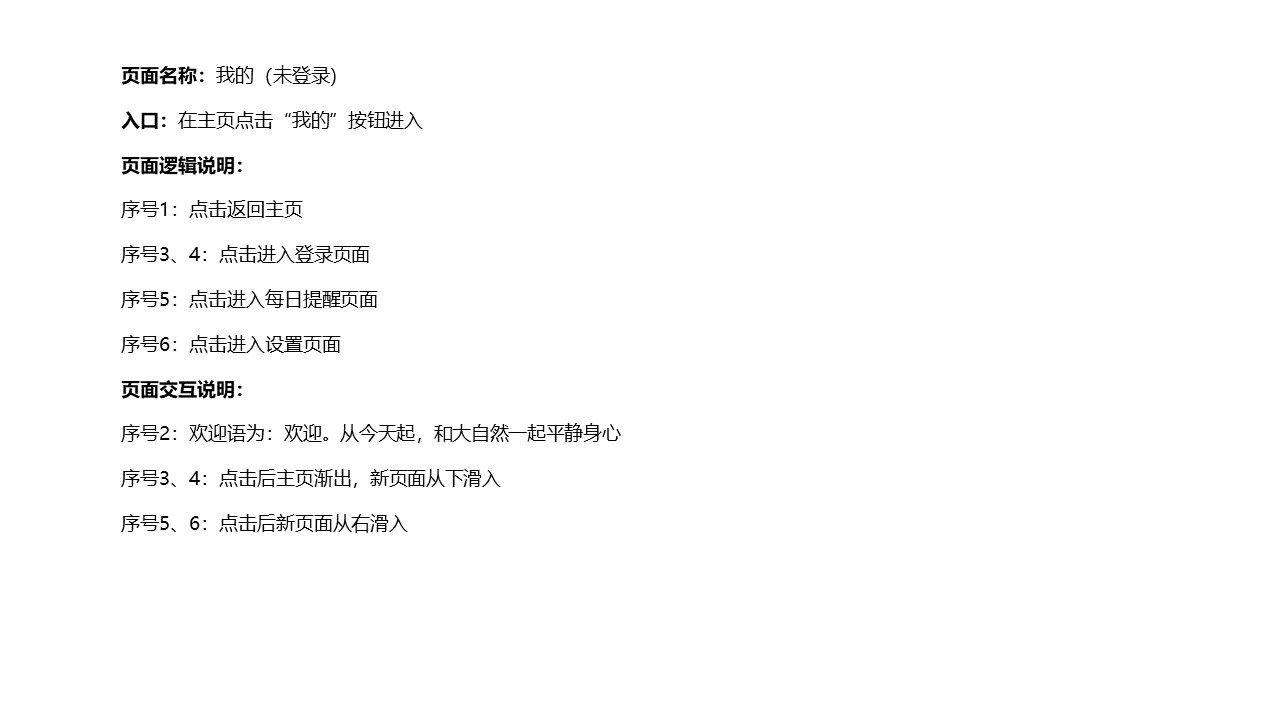 页面名称：我的（未登录）
入口：在主页点击“我的”按钮进入
页面逻辑说明：
序号1：点击返回主页
序号3、4：点击进入登录页面
序号5：点击进入每日提醒页面
序号6：点击进入设置页面
页面交互说明：
序号2：欢迎语为：欢迎。从今天起，和大自然一起平静身心
序号3、4：点击后主页渐出，新页面从下滑入
序号5、6：点击后新页面从右滑入